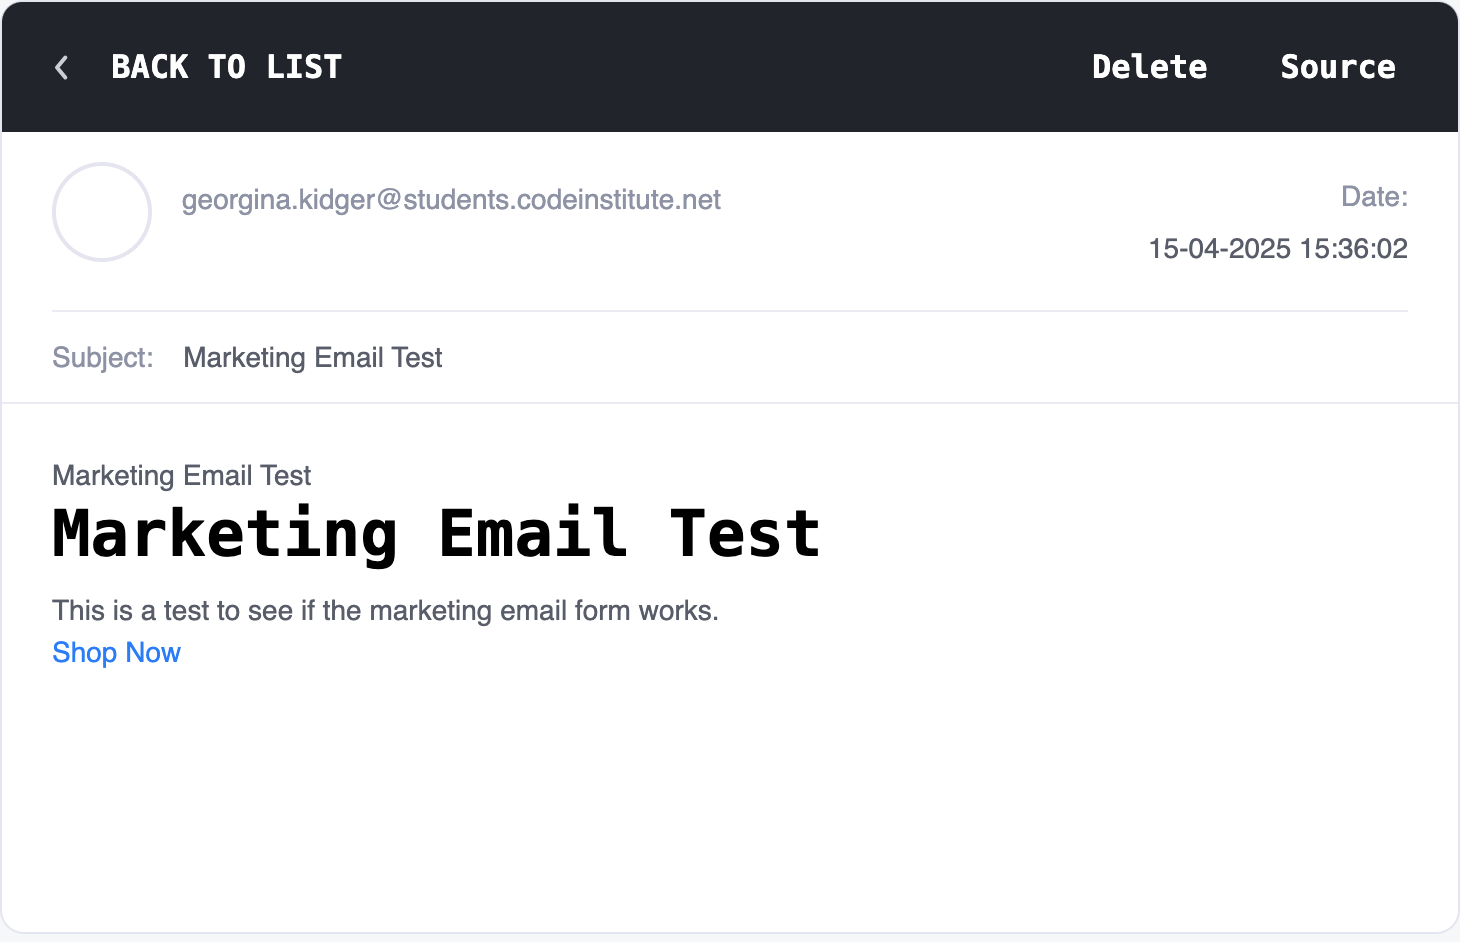 BACK TO LIST
Delete
Source
georgina.kidger@students.codeinstitute.net
Date:
15-04-2025 15:36:02
Subject: Marketing Email Test
Marketing Email Test
Marketing Email Test
This is a test to see if the marketing email form works.
Shop Now